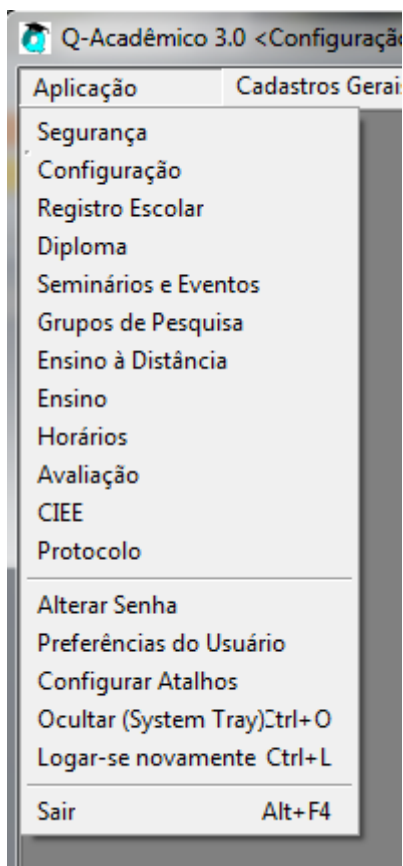 Q-Acadêmico 3.0 <Configuração
Aplicação Cadastros Gerais
Segurança
Configuração
Registro Escolar
Diploma
Seminários e Eventos
Grupos de Pesquisa
Ensino à Distância
Ensino
Horários
Avaliação
CIEE
Protocolo
Alterar Senha
Preferências do Usuário
Configurar Atalhos
Ocultar (System Tray) Ctrl+O
Logar-se novamente Ctrl+L
Sair Alt+F4